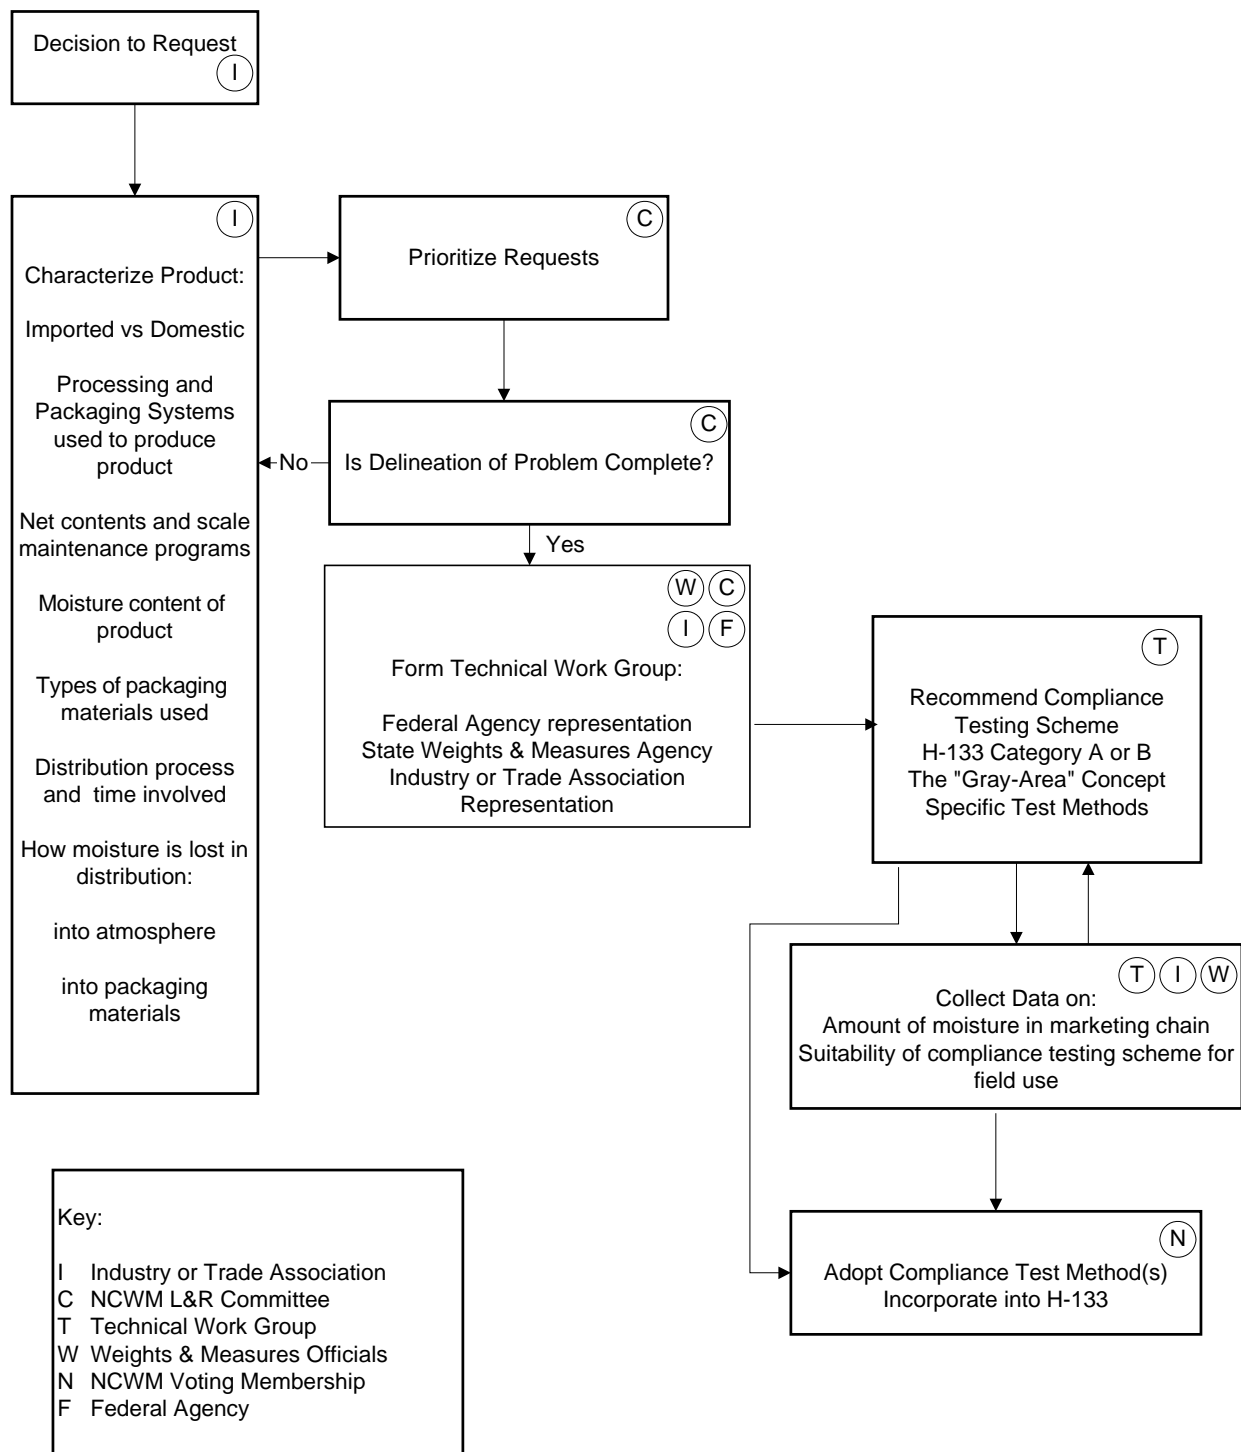 Decision to Request
I
I
Characterize Product:
Imported vs Domestic
Processing and
Packaging Systems
used to produce
product
Net contents and scale
maintenance programs
Moisture content of
product
Types of packaging
materials used
Distribution process
and time involved
How moisture is lost in
distribution:
into atmosphere
into packaging
materials
C
Prioritize Requests
C
Is Delineation of Problem Complete?
No
Yes
W C
I F
Form Technical Work Group:
Federal Agency representation
State Weights & Measures Agency
Industry or Trade Association
Representation
T
Recommend Compliance
Testing Scheme
H-133 Category A or B
The "Gray-Area" Concept
Specific Test Methods
T I W
Collect Data on:
Amount of moisture in marketing chain
Suitability of compliance testing scheme for
field use
N
Adopt Compliance Test Method(s)
Incorporate into H-133
Key:
I Industry or Trade Association
C NCWM L&R Committee
T Technical Work Group
W Weights & Measures Officials
N NCWM Voting Membership
F Federal Agency